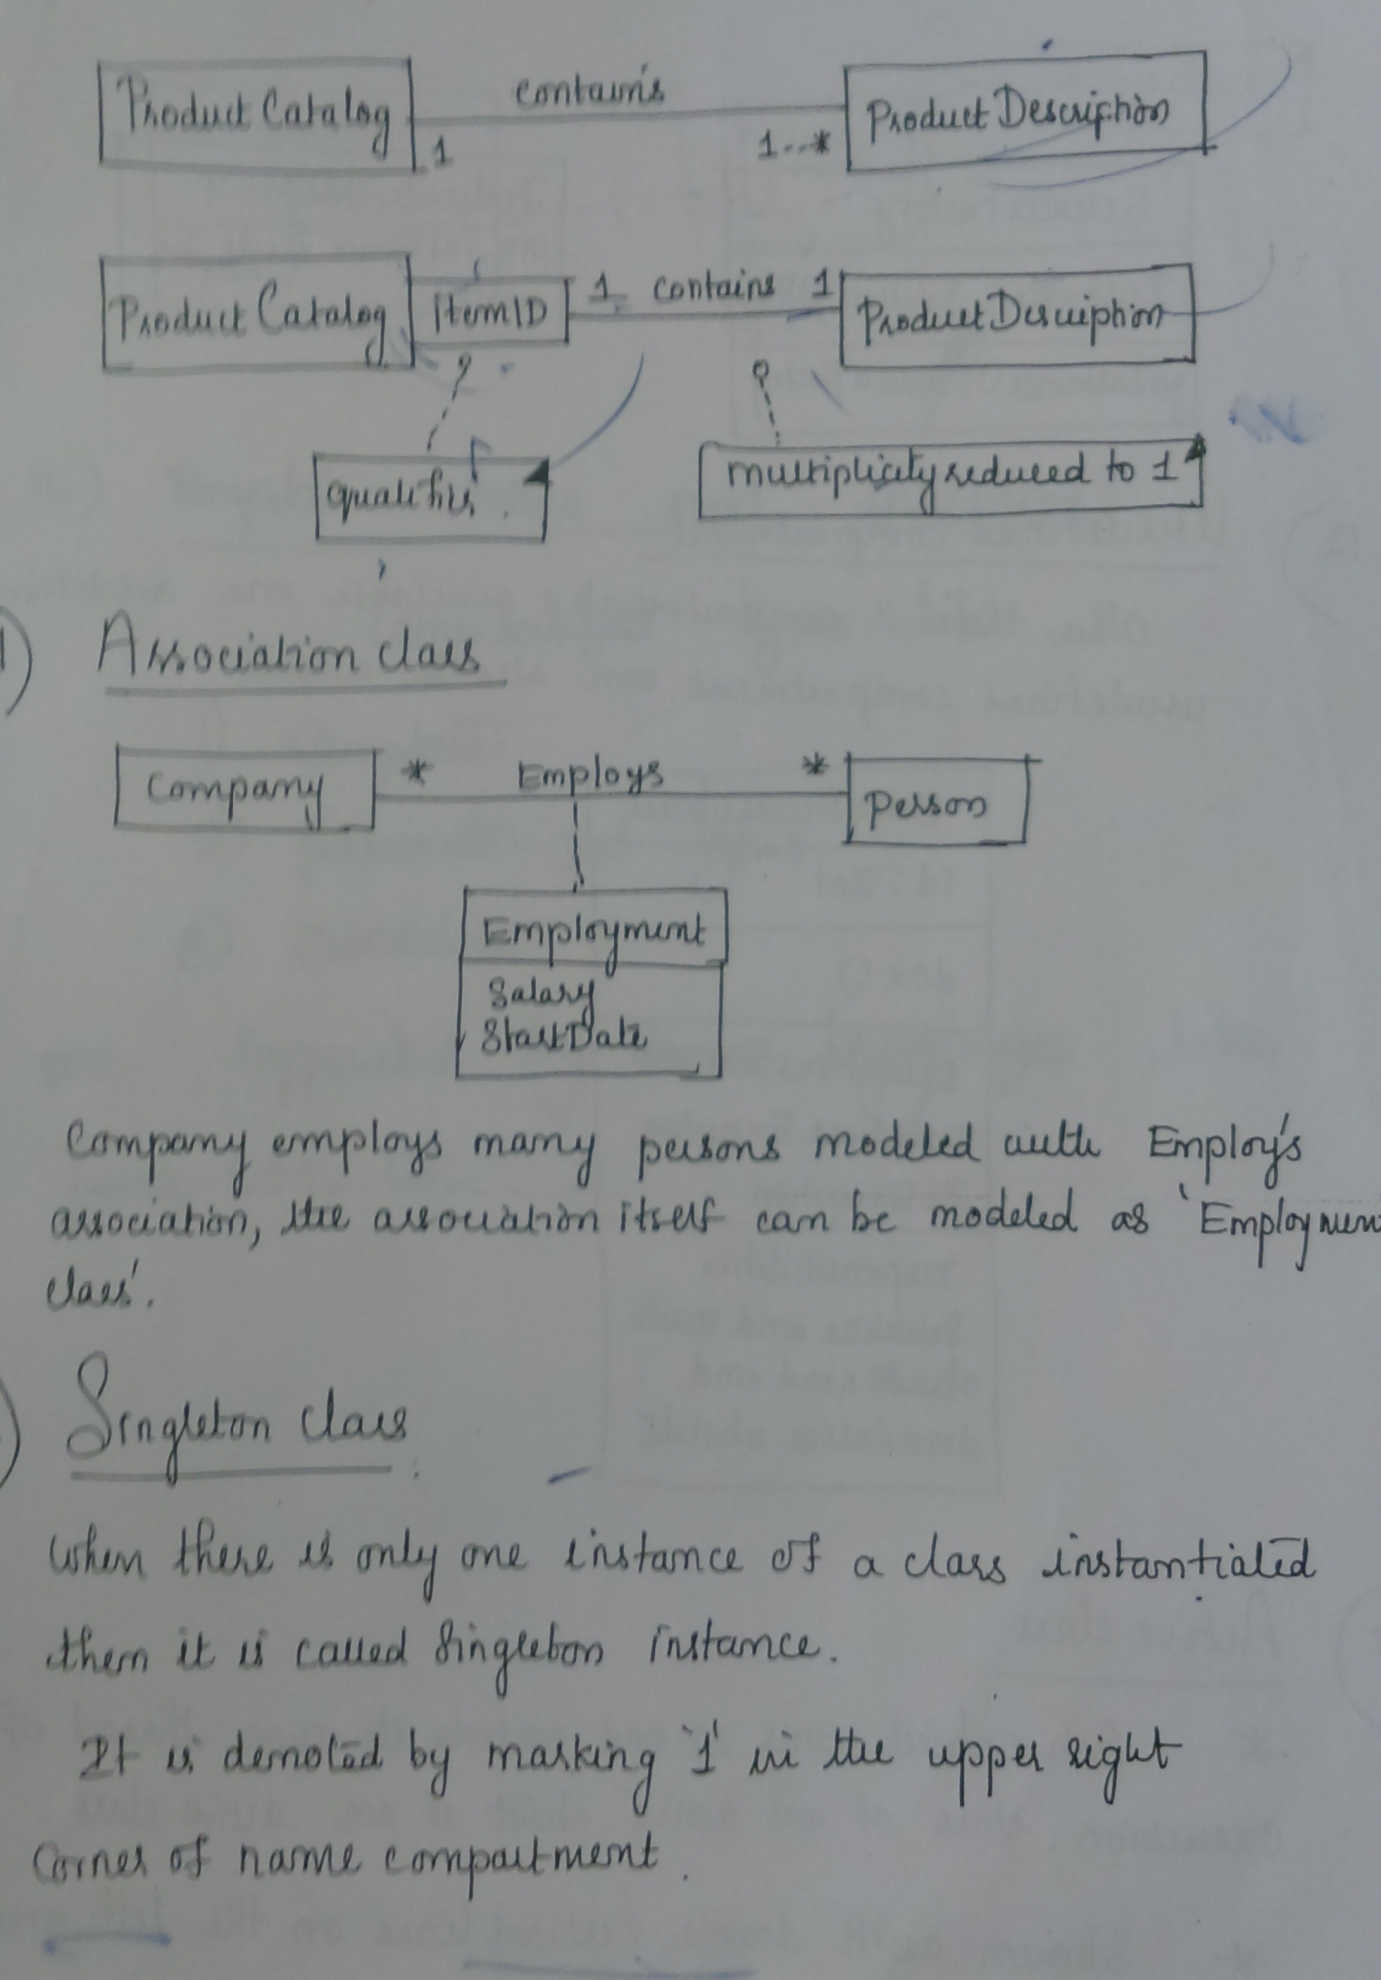 Product Catalog contains Product Description
1 1..*
Product Catalog itemID 1 contains 1 Product Description
qualifier multiplicity reduced to 1
1) Association class
Company * Employs * Person
Employment
Salary
StartDate
Company employs many persons modeled with Employ's
association, the association itself can be modeled as 'Employment
class'.
) Singleton class
When there is only one instance of a class instantiated
then it is called Singleton instance.
It is denoted by marking '1' in the upper right
corner of name compartment.